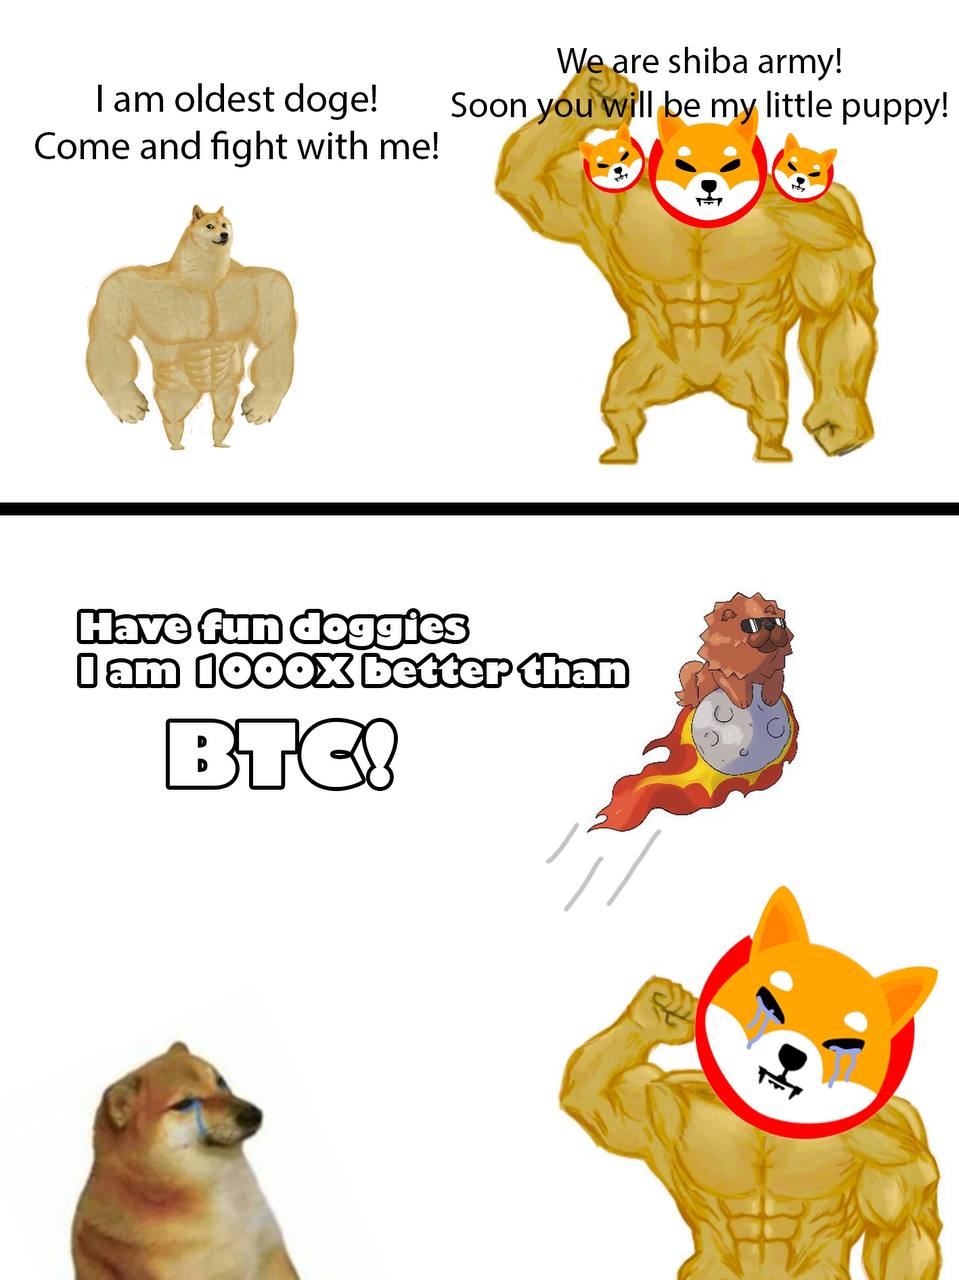 I am oldest doge!
Come and fight with me!
We are shiba army!
Soon you will be my little puppy!
Have fun doggies
I am 1000X better than
BTC!